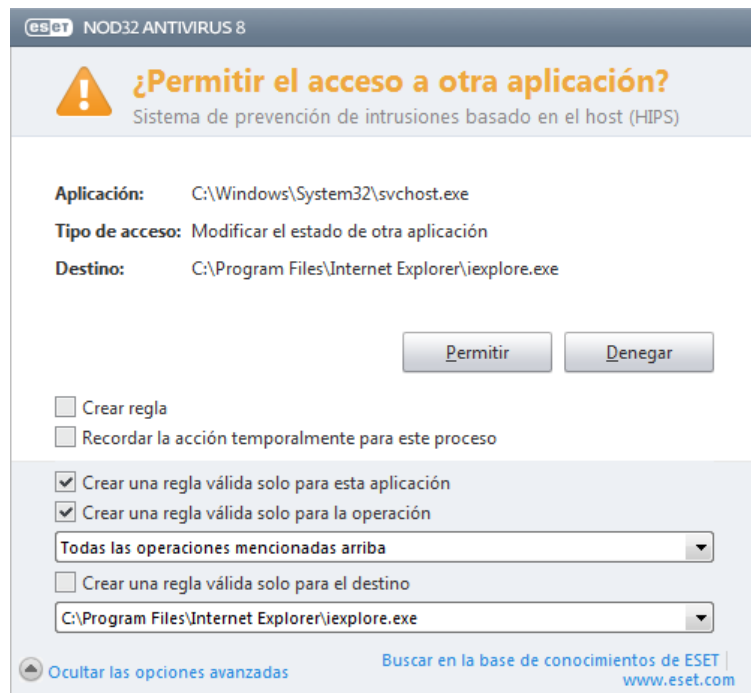 eset NOD32 ANTIVIRUS 8
¿Permitir el acceso a otra aplicación?
Sistema de prevención de intrusiones basado en el host (HIPS)
Aplicación: C:\Windows\System32\svchost.exe
Tipo de acceso: Modificar el estado de otra aplicación
Destino: C:\Program Files\Internet Explorer\iexplore.exe
Permitir Denegar
Crear regla
Recordar la acción temporalmente para este proceso
Crear una regla válida solo para esta aplicación
Crear una regla válida solo para la operación
Todas las operaciones mencionadas arriba
Crear una regla válida solo para el destino
C:\Program Files\Internet Explorer\iexplore.exe
Ocultar las opciones avanzadas
Buscar en la base de conocimientos de ESET
www.eset.com